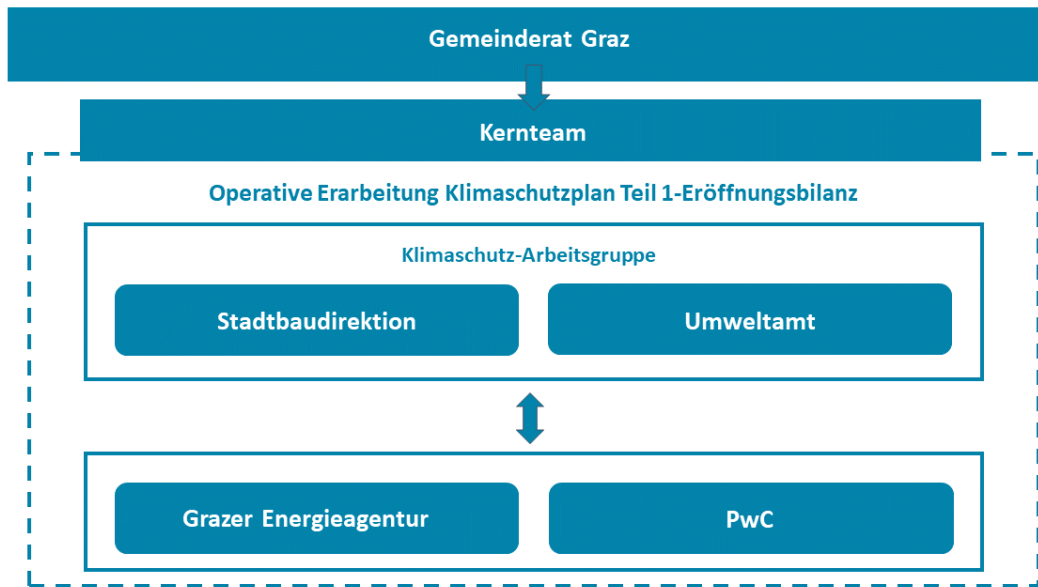 Gemeinderat Graz
Kernteam
Operative Erarbeitung Klimaschutzplan Teil 1-Eröffnungsbilanz
Klimaschutz-Arbeitsgruppe
Stadtbaudirektion
Umweltamt
Grazer Energieagentur
PwC